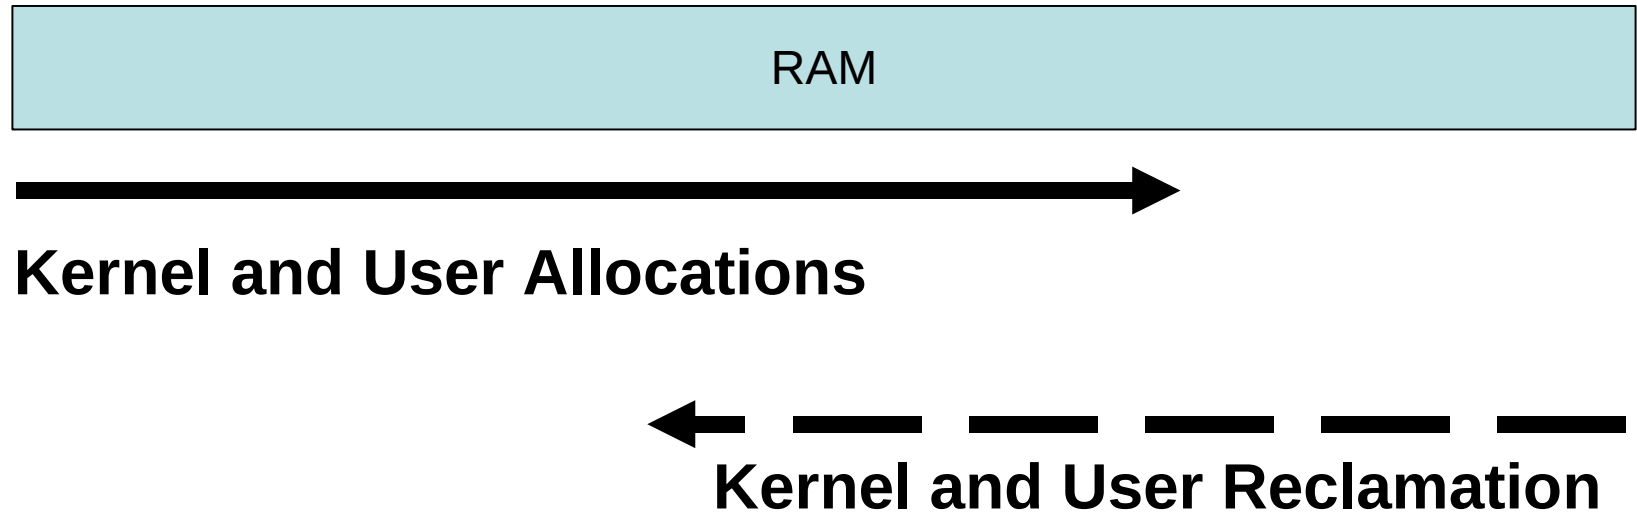 RAM
Kernel and User Allocations
Kernel and User Reclamation